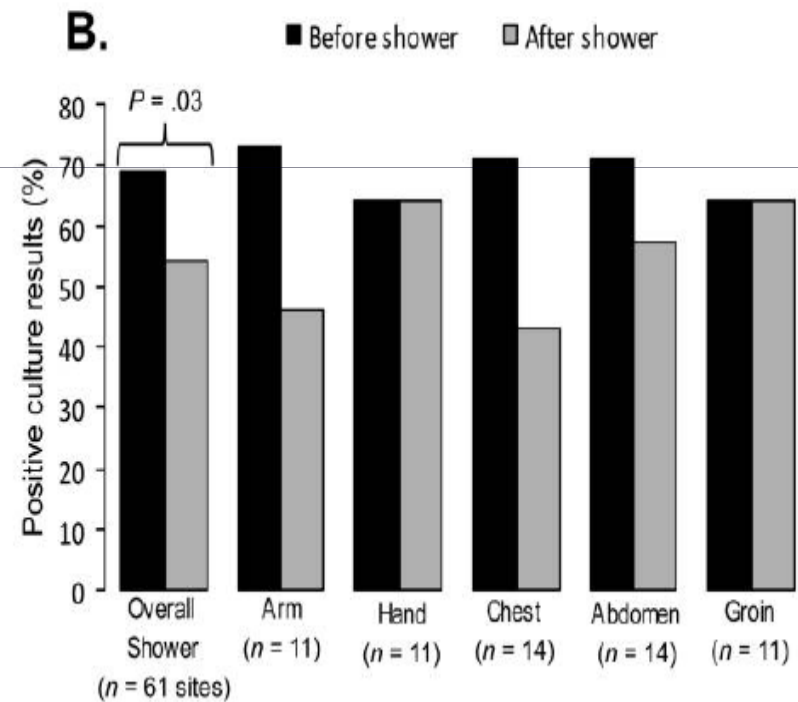 B.
Before shower After shower
P = .03
Positive culture results (%)
80
70
60
50
40
30
20
10
0
Overall Shower (n = 61 sites)
Arm (n = 11)
Hand (n = 11)
Chest (n = 14)
Abdomen (n = 14)
Groin (n = 11)